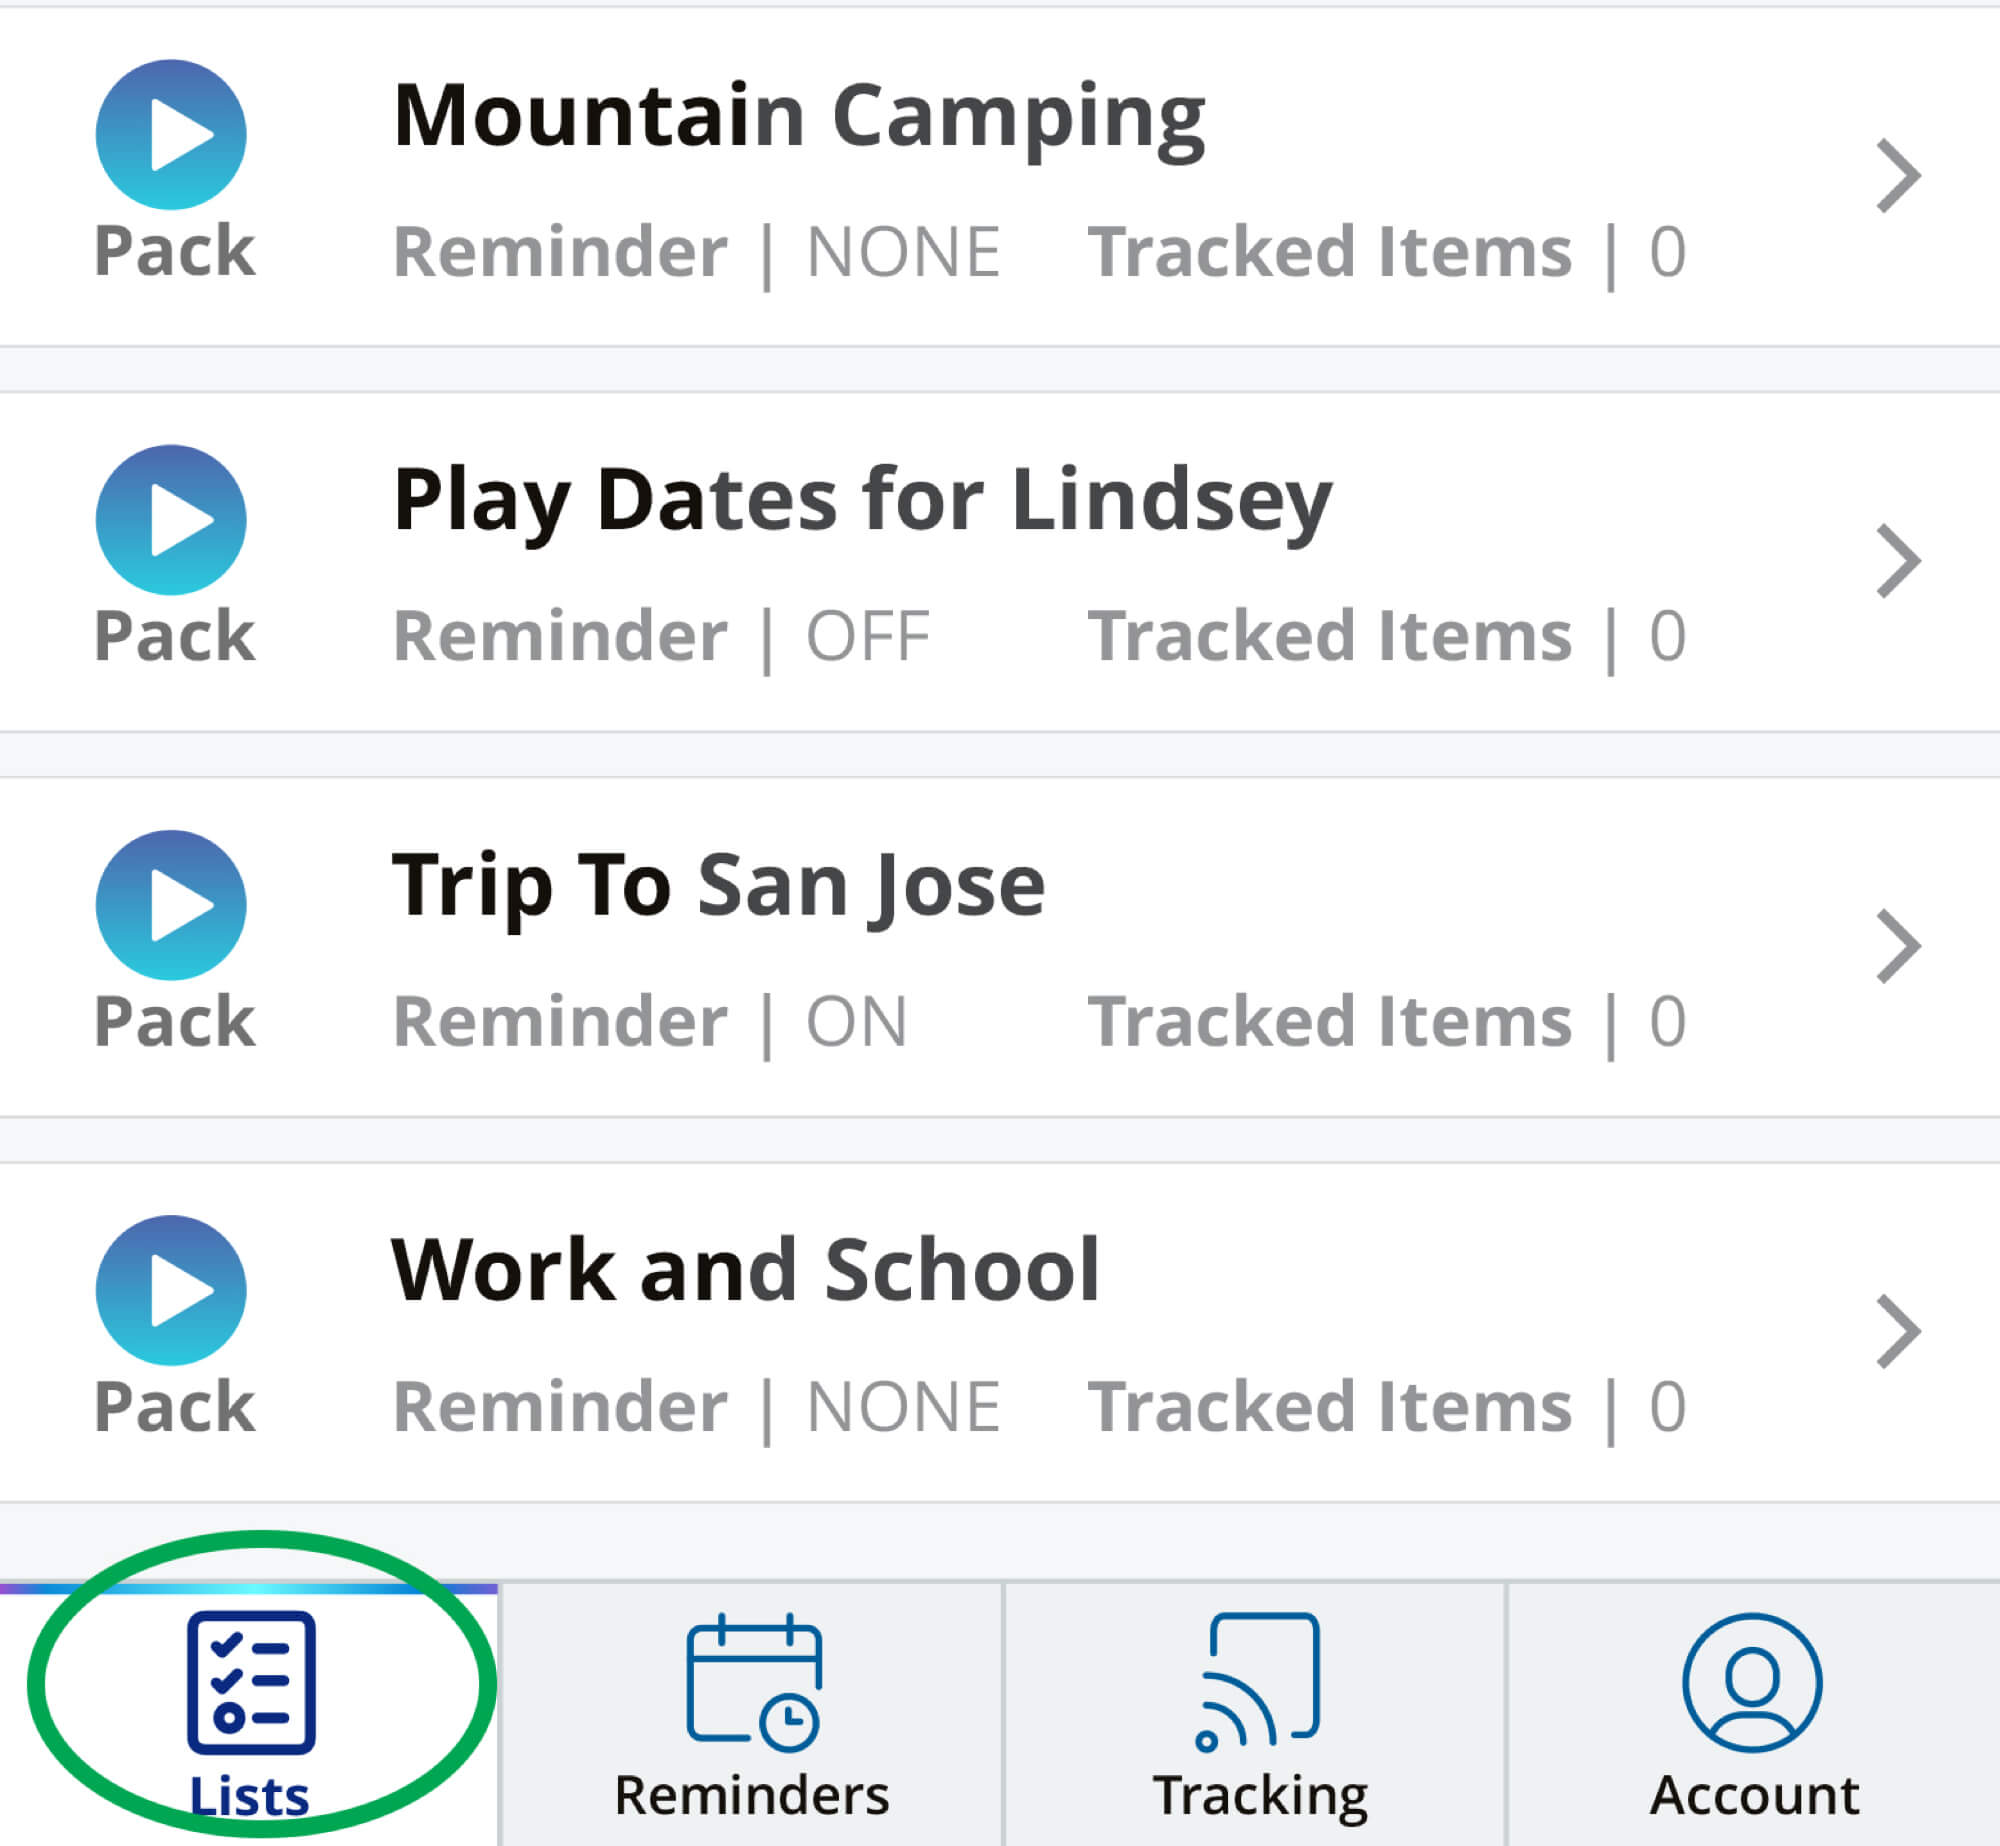 Mountain Camping
Pack Reminder | NONE Tracked Items | 0
Play Dates for Lindsey
Pack Reminder | OFF Tracked Items | 0
Trip To San Jose
Pack Reminder | ON Tracked Items | 0
Work and School
Pack Reminder | NONE Tracked Items | 0
Lists Reminders Tracking Account